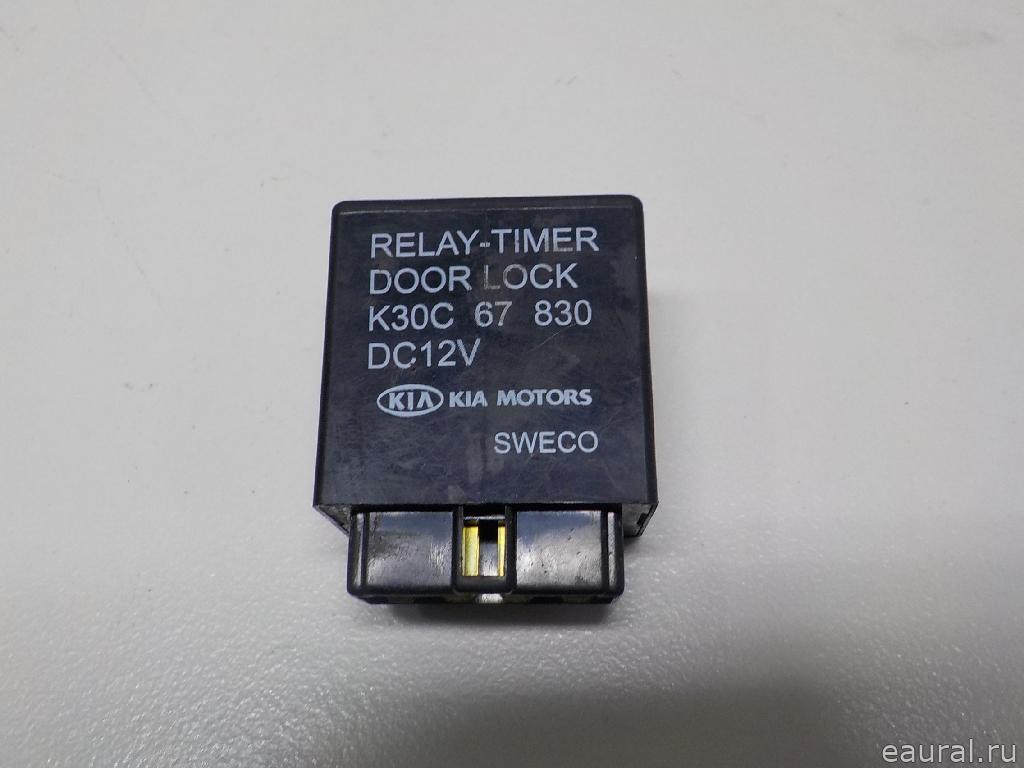 RELAY-TIMER
DOOR LOCK
K30C 67 830
DC12V
KIA KIA MOTORS
SWECO
eaural.ru